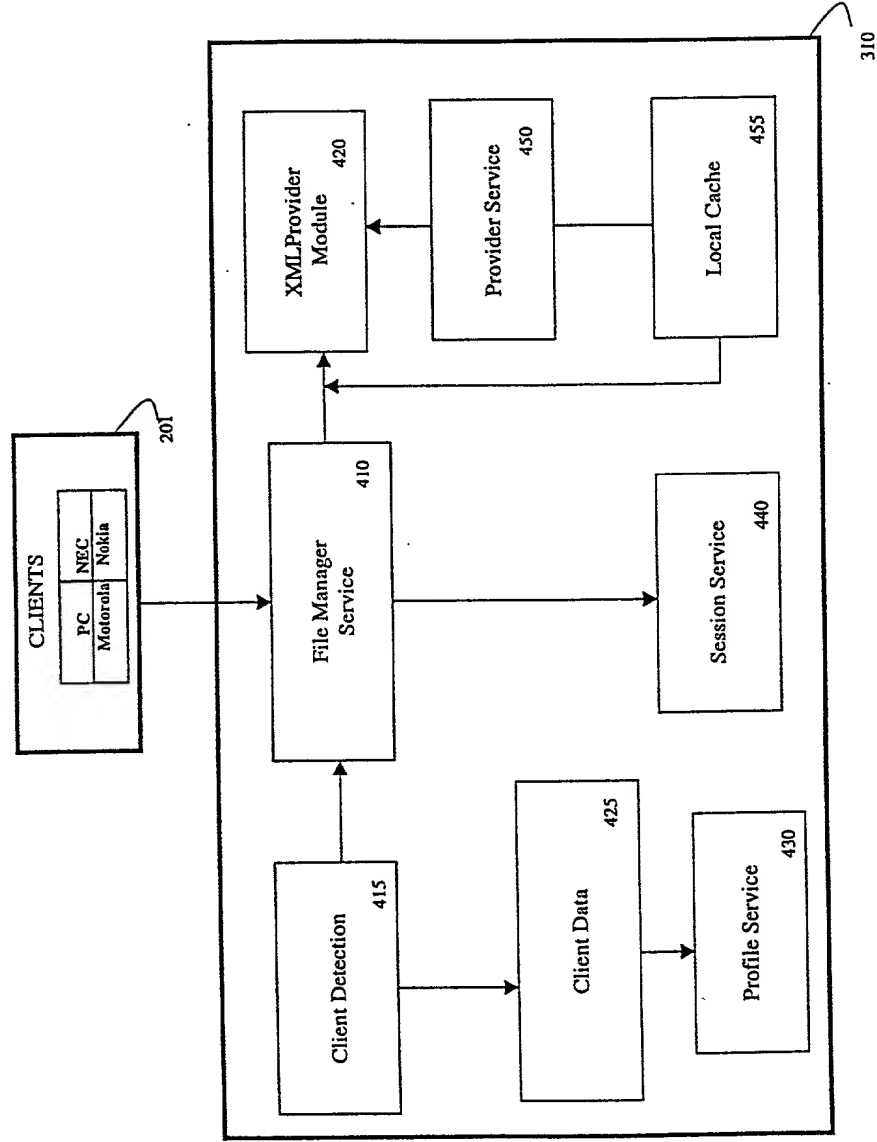 CLIENTS
PC NEC
Motorola Nokia
201
Client Detection
415
File Manager
Service
410
XMLProvider
Module
420
Client Data
425
Session Service
440
Provider Service
450
Profile Service
430
Local Cache
455
310